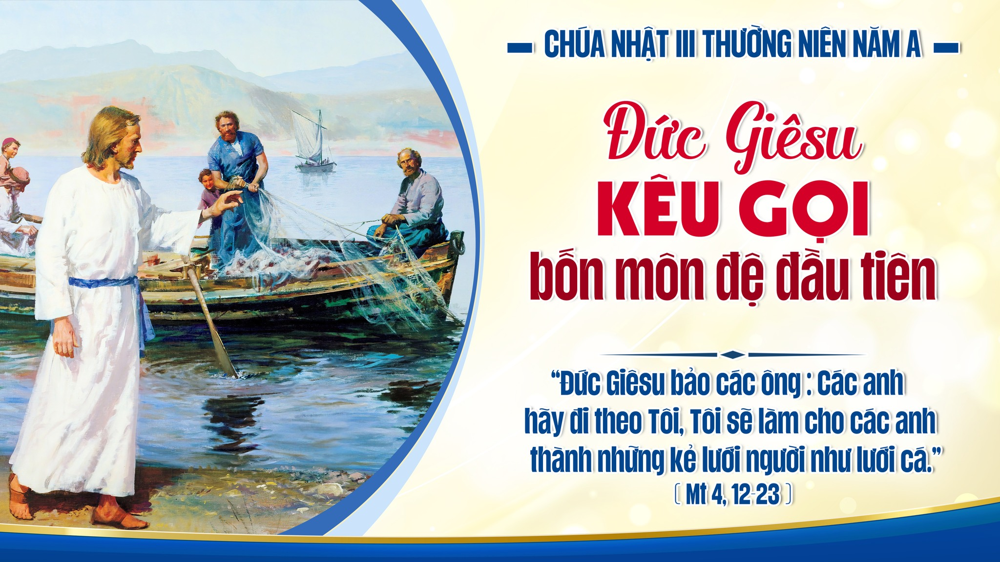 CHÚA NHẬT III THƯỜNG NIÊN NĂM A
Đức Giêsu
KÊU GỌI
bốn môn đệ đầu tiên
“Đức Giêsu bảo các ông : Các anh
hãy đi theo Tôi, Tôi sẽ làm cho các anh
thành những kẻ lưới người như lưới cá.”
( Mt 4, 12-23 )